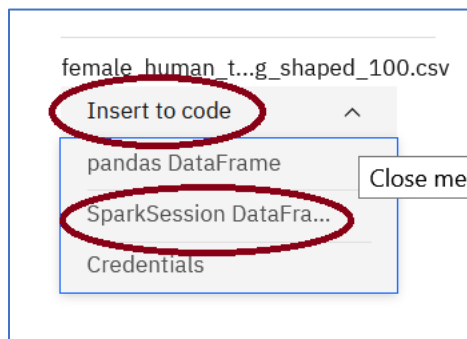 female_human_t...g_shaped_100.csv
Insert to code
pandas DataFrame
Close me
SparkSession DataFra...
Credentials